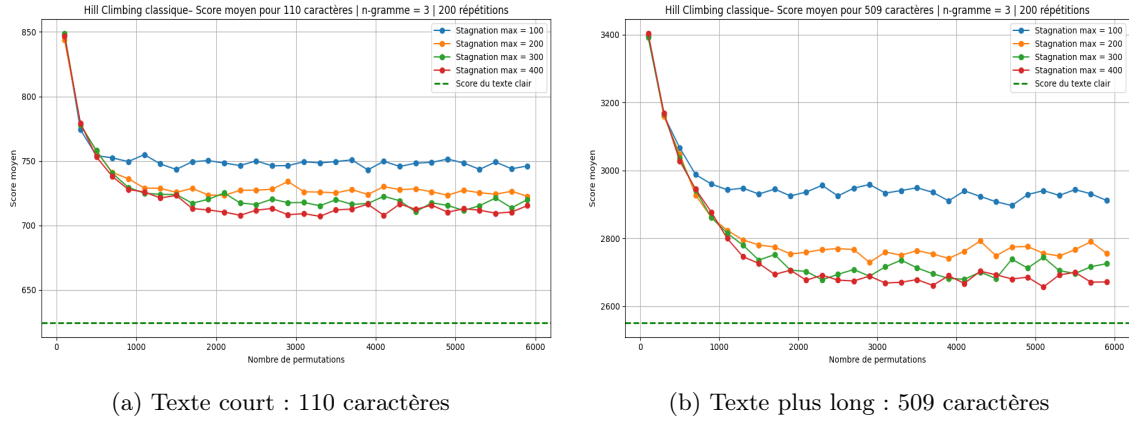 Hill Climbing classique– Score moyen pour 110 caractères | n-gramme = 3 | 200 répétitions
850
800
750
700
650
Score moyen
0
1000
2000
3000
4000
5000
6000
Nombre de permutations
Stagnation max = 100
Stagnation max = 200
Stagnation max = 300
Stagnation max = 400
Score du texte clair
(a) Texte court : 110 caractères
Hill Climbing classique– Score moyen pour 509 caractères | n-gramme = 3 | 200 répétitions
3400
3200
3000
2800
2600
Score moyen
0
1000
2000
3000
4000
5000
6000
Nombre de permutations
Stagnation max = 100
Stagnation max = 200
Stagnation max = 300
Stagnation max = 400
Score du texte clair
(b) Texte plus long : 509 caractères